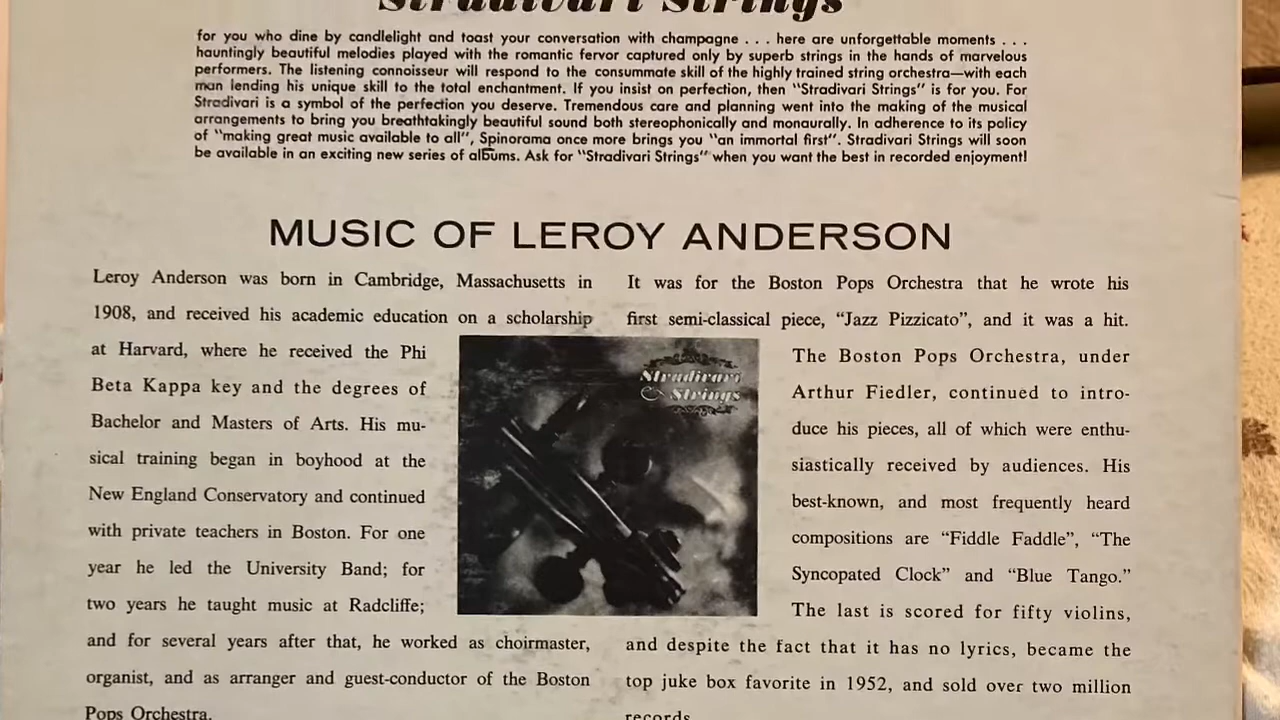 Stradivari Strings
for you who dine by candlelight and toast your conversation with champagne . . . here are unforgettable moments . . .
hauntingly beautiful melodies played with the romantic fervor captured only by superb strings in the hands of marvelous
performers. The listening connoisseur will respond to the consummate skill of the highly trained string orchestra—with each
man lending his unique skill to the total enchantment. If you insist on perfection, then "Stradivari Strings" is for you. For
Stradivari is a symbol of the perfection you deserve. Tremendous care and planning went into the making of the musical
arrangements to bring you breathtakingly beautiful sound both stereophonically and monaurally. In adherence to its policy
of "making great music available to all", Spinorama once more brings you "an immortal first". Stradivari Strings will soon
be available in an exciting new series of albums. Ask for "Stradivari Strings" when you want the best in recorded enjoyment!
MUSIC OF LEROY ANDERSON
Leroy Anderson was born in Cambridge, Massachusetts in
1908, and received his academic education on a scholarship
at Harvard, where he received the Phi
Beta Kappa key and the degrees of
Bachelor and Masters of Arts. His mu-
sical training began in boyhood at the
New England Conservatory and continued
with private teachers in Boston. For one
year he led the University Band; for
two years he taught music at Radcliffe;
and for several years after that, he worked as choirmaster,
organist, and as arranger and guest-conductor of the Boston
Pops Orchestra.
Stradivari
Strings
It was for the Boston Pops Orchestra that he wrote his
first semi-classical piece, "Jazz Pizzicato", and it was a hit.
The Boston Pops Orchestra, under
Arthur Fiedler, continued to intro-
duce his pieces, all of which were enthu-
siastically received by audiences. His
best-known, and most frequently heard
compositions are "Fiddle Faddle", "The
Syncopated Clock" and "Blue Tango."
The last is scored for fifty violins,
and despite the fact that it has no lyrics, became the
top juke box favorite in 1952, and sold over two million
records.